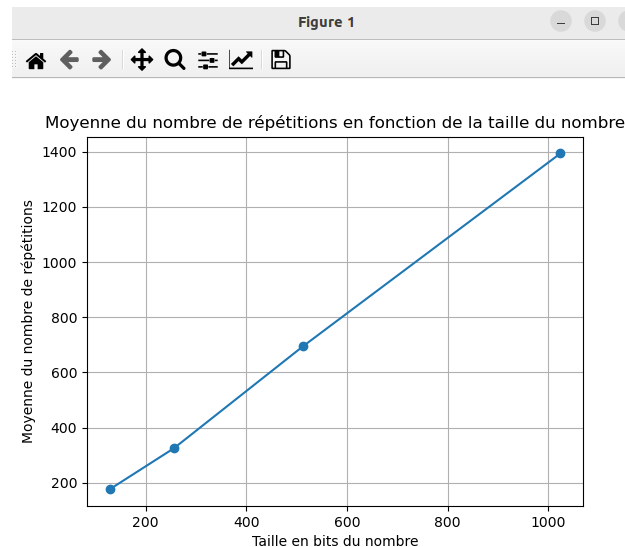 Figure 1
Moyenne du nombre de répétitions en fonction de la taille du nombre
1400
1200
1000
800
600
400
200
Moyenne du nombre de répétitions
200 400 600 800 1000
Taille en bits du nombre